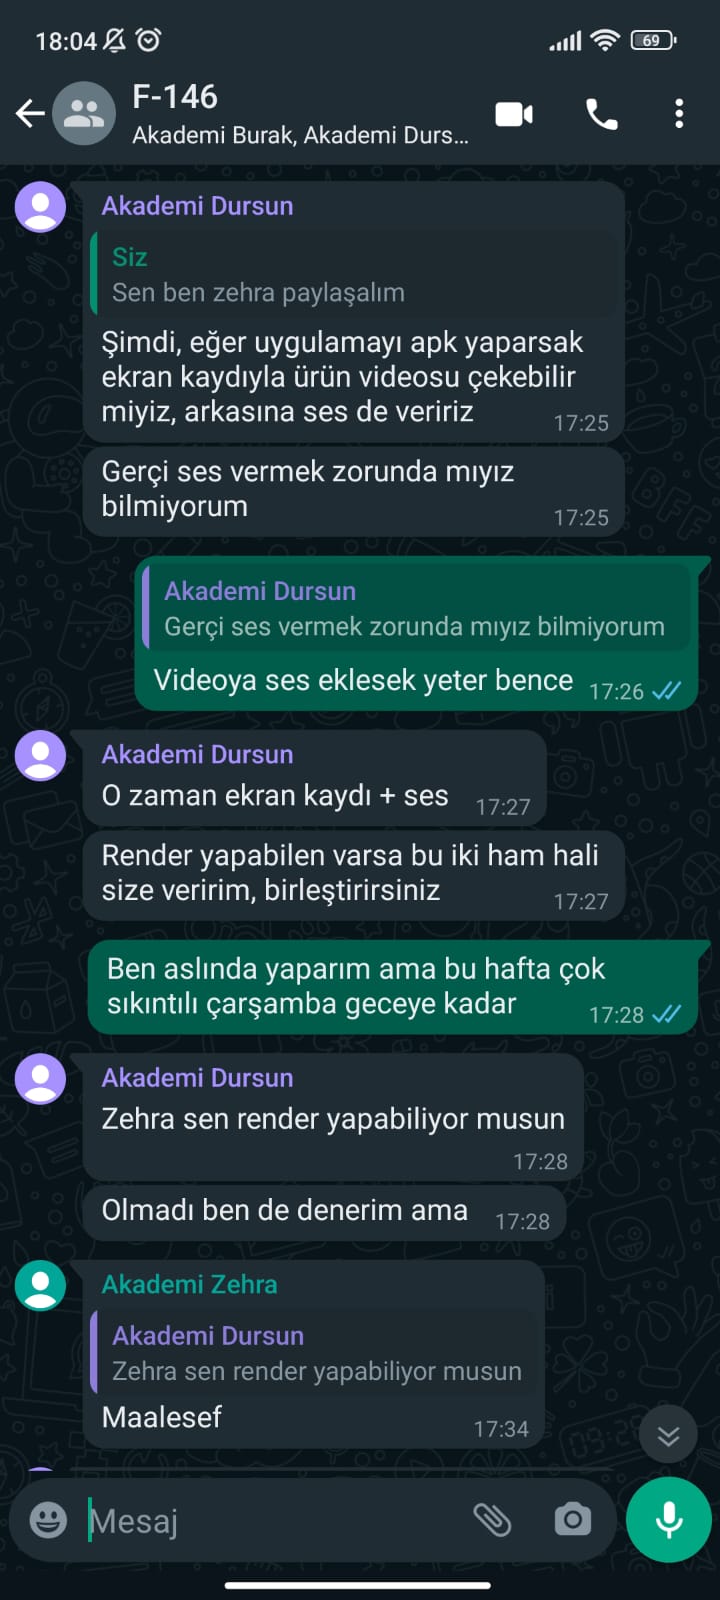 18:04
69
F-146
Akademi Burak, Akademi Durs...
Akademi Dursun
Siz
Sen ben zehra paylaşalım
Şimdi, eğer uygulamayı apk yaparsak
ekran kaydıyla ürün videosu çekebilir
miyiz, arkasına ses de veririz
17:25
Gerçi ses vermek zorunda mıyız
bilmiyorum
17:25
Akademi Dursun
Gerçi ses vermek zorunda mıyız bilmiyorum
Videoya ses eklesek yeter bence
17:26
Akademi Dursun
O zaman ekran kaydı + ses
17:27
Render yapabilen varsa bu iki ham hali
size veririm, birleştirirsiniz
17:27
Ben aslında yaparım ama bu hafta çok
sıkıntılı çarşamba geceye kadar
17:28
Akademi Dursun
Zehra sen render yapabiliyor musun
17:28
Olmadı ben de denerim ama
17:28
Akademi Zehra
Akademi Dursun
Zehra sen render yapabiliyor musun
Maalesef
17:34
Mesaj